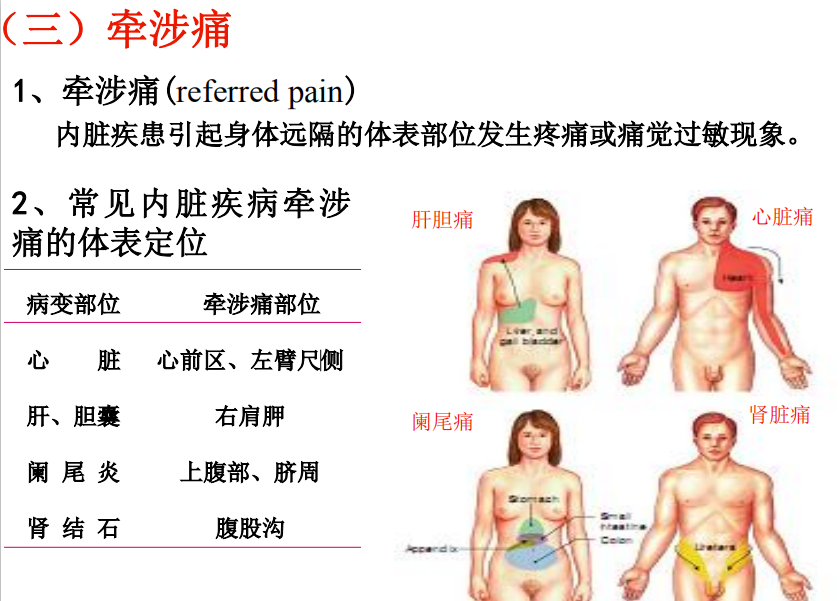 （三）牵涉痛
1、牵涉痛(referred pain)
内脏疾患引起身体远隔的体表部位发生疼痛或痛觉过敏现象。
2、常见内脏疾病牵涉
痛的体表定位
病变部位 牵涉痛部位
心 脏 心前区、左臂尺侧
肝、胆囊 右肩胛
阑 尾 炎 上腹部、脐周
肾 结 石 腹股沟
肝胆痛
Liver and
gall bladder
心脏痛
Heart
阑尾痛
Stomach
Small
intestine
Colon
Appendix
肾脏痛
Ureters